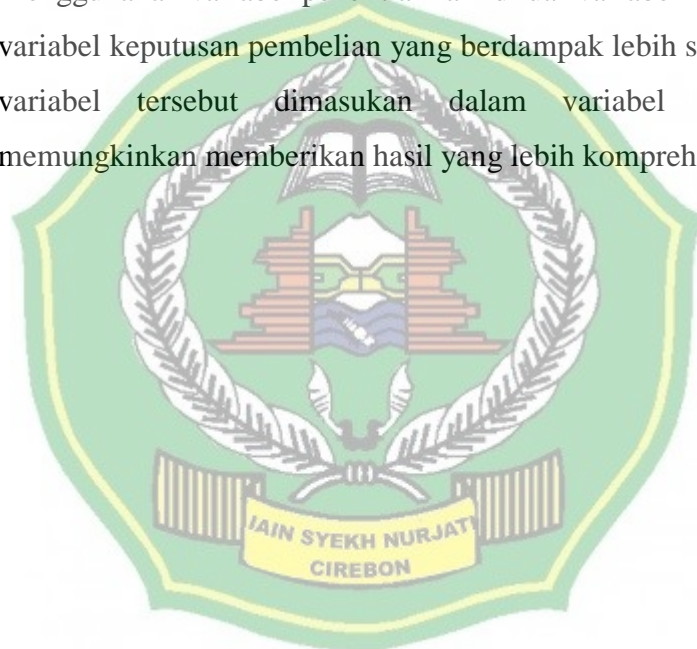 variabel keputusan pembelian yang berdampak lebih
variabel tersebut dimasukan dalam variabel
memungkinkan memberikan hasil yang lebih
IAIN SYEKH NURJATI
CIREBON